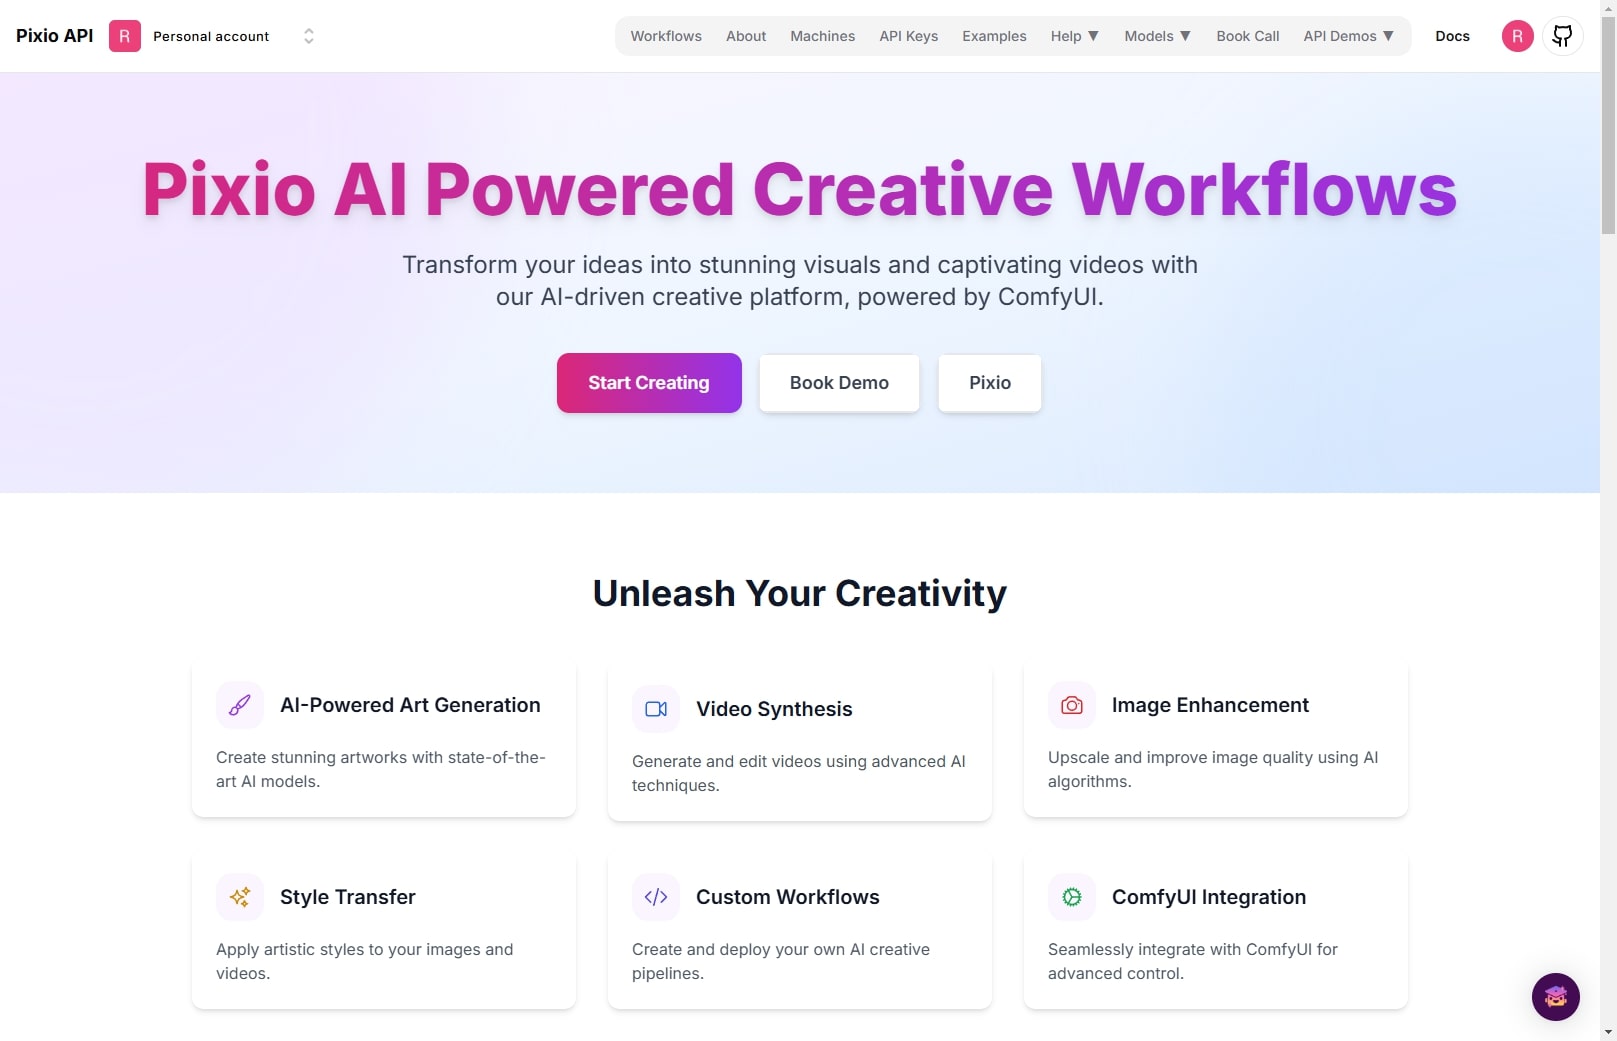 Pixio API R Personal account Workflows About Machines API Keys Examples Help ▼ Models ▼ Book Call API Demos ▼ Docs R
Pixio AI Powered Creative Workflows
Transform your ideas into stunning visuals and captivating videos with
our AI-driven creative platform, powered by ComfyUI.
Start Creating Book Demo Pixio
Unleash Your Creativity
AI-Powered Art Generation
Create stunning artworks with state-of-the-
art AI models.
Video Synthesis
Generate and edit videos using advanced AI
techniques.
Image Enhancement
Upscale and improve image quality using AI
algorithms.
Style Transfer
Apply artistic styles to your images and
videos.
Custom Workflows
Create and deploy your own AI creative
pipelines.
ComfyUI Integration
Seamlessly integrate with ComfyUI for
advanced control.